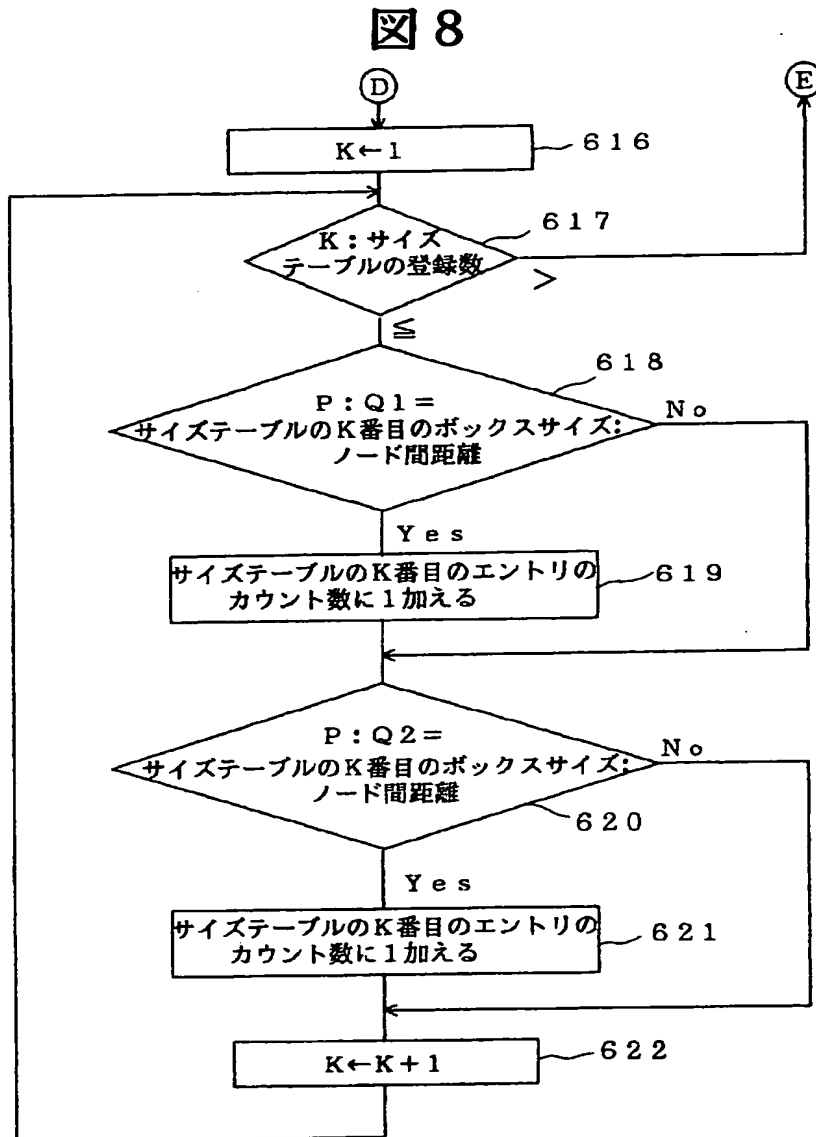 図8
D
E
K←1
616
617
K:サイズ
テーブルの登録数
>
≦
618
P:Q1=
サイズテーブルのK番目のボックスサイズ:
ノード間距離
No
Yes
サイズテーブルのK番目のエントリの
カウント数に1加える
619
P:Q2=
サイズテーブルのK番目のボックスサイズ:
ノード間距離
No
620
Yes
サイズテーブルのK番目のエントリの
カウント数に1加える
621
K←K+1
622